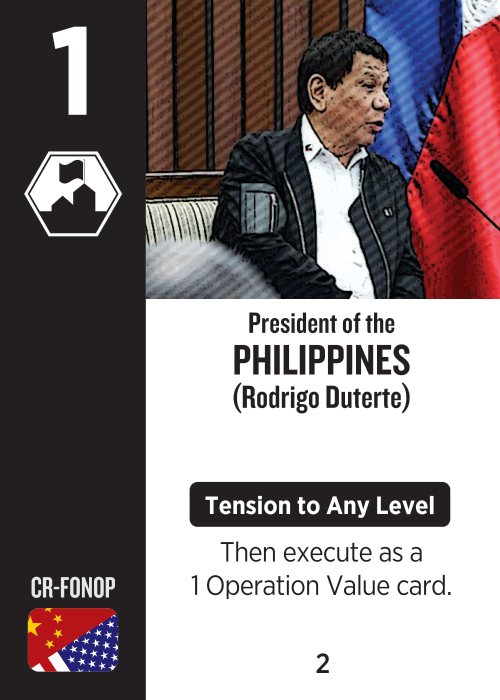 1
President of the
PHILIPPINES
(Rodrigo Duterte)
Tension to Any Level
Then execute as a
1 Operation Value card.
CR-FONOP
2